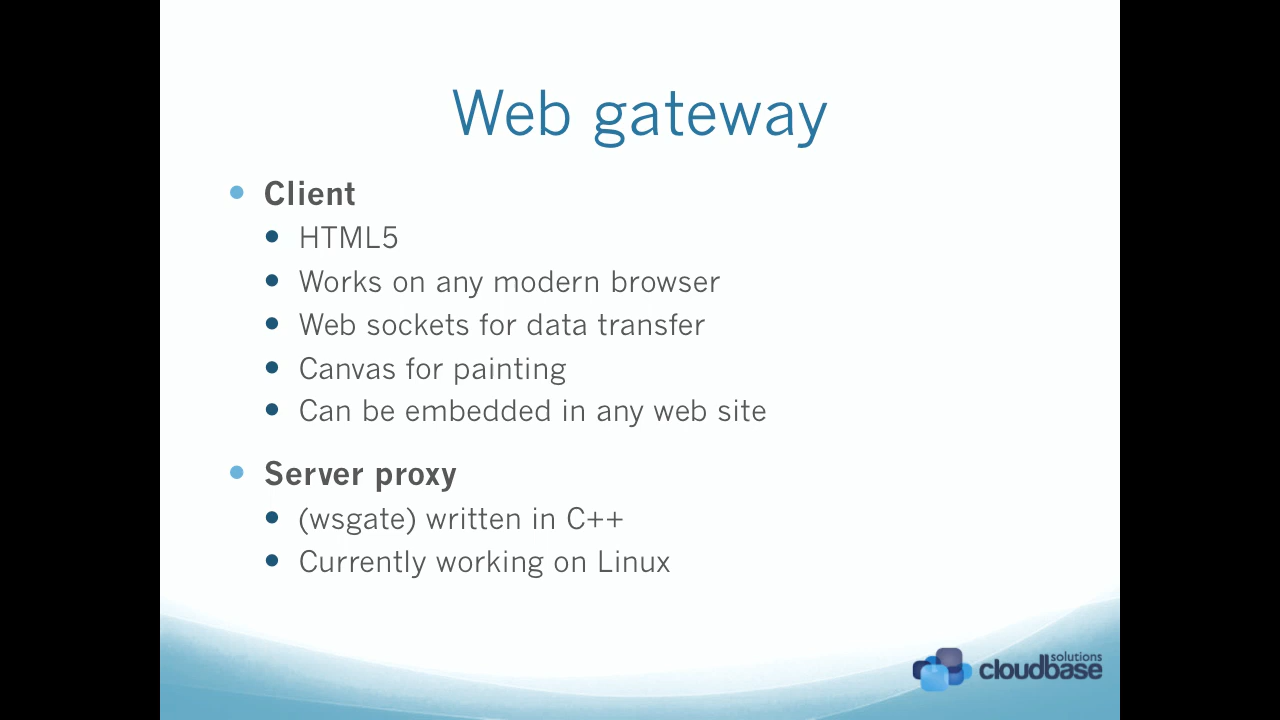 Web gateway
Client
HTML5
Works on any modern browser
Web sockets for data transfer
Canvas for painting
Can be embedded in any web site
Server proxy
(wsgate) written in C++
Currently working on Linux
solutions
cloudbase